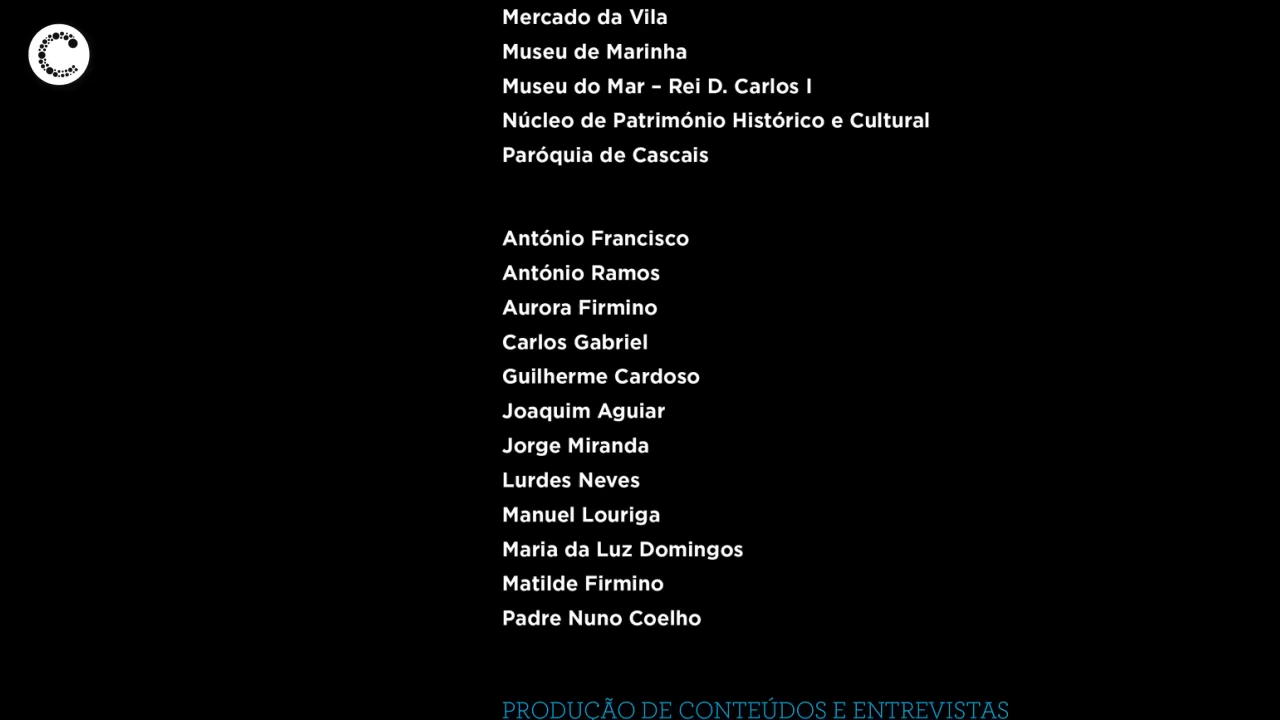 Mercado da Vila
Museu de Marinha
Museu do Mar – Rei D. Carlos I
Núcleo de Património Histórico e Cultural
Paróquia de Cascais
António Francisco
António Ramos
Aurora Firmino
Carlos Gabriel
Guilherme Cardoso
Joaquim Aguiar
Jorge Miranda
Lurdes Neves
Manuel Louriga
Maria da Luz Domingos
Matilde Firmino
Padre Nuno Coelho
PRODUÇÃO DE CONTEÚDOS E ENTREVISTAS